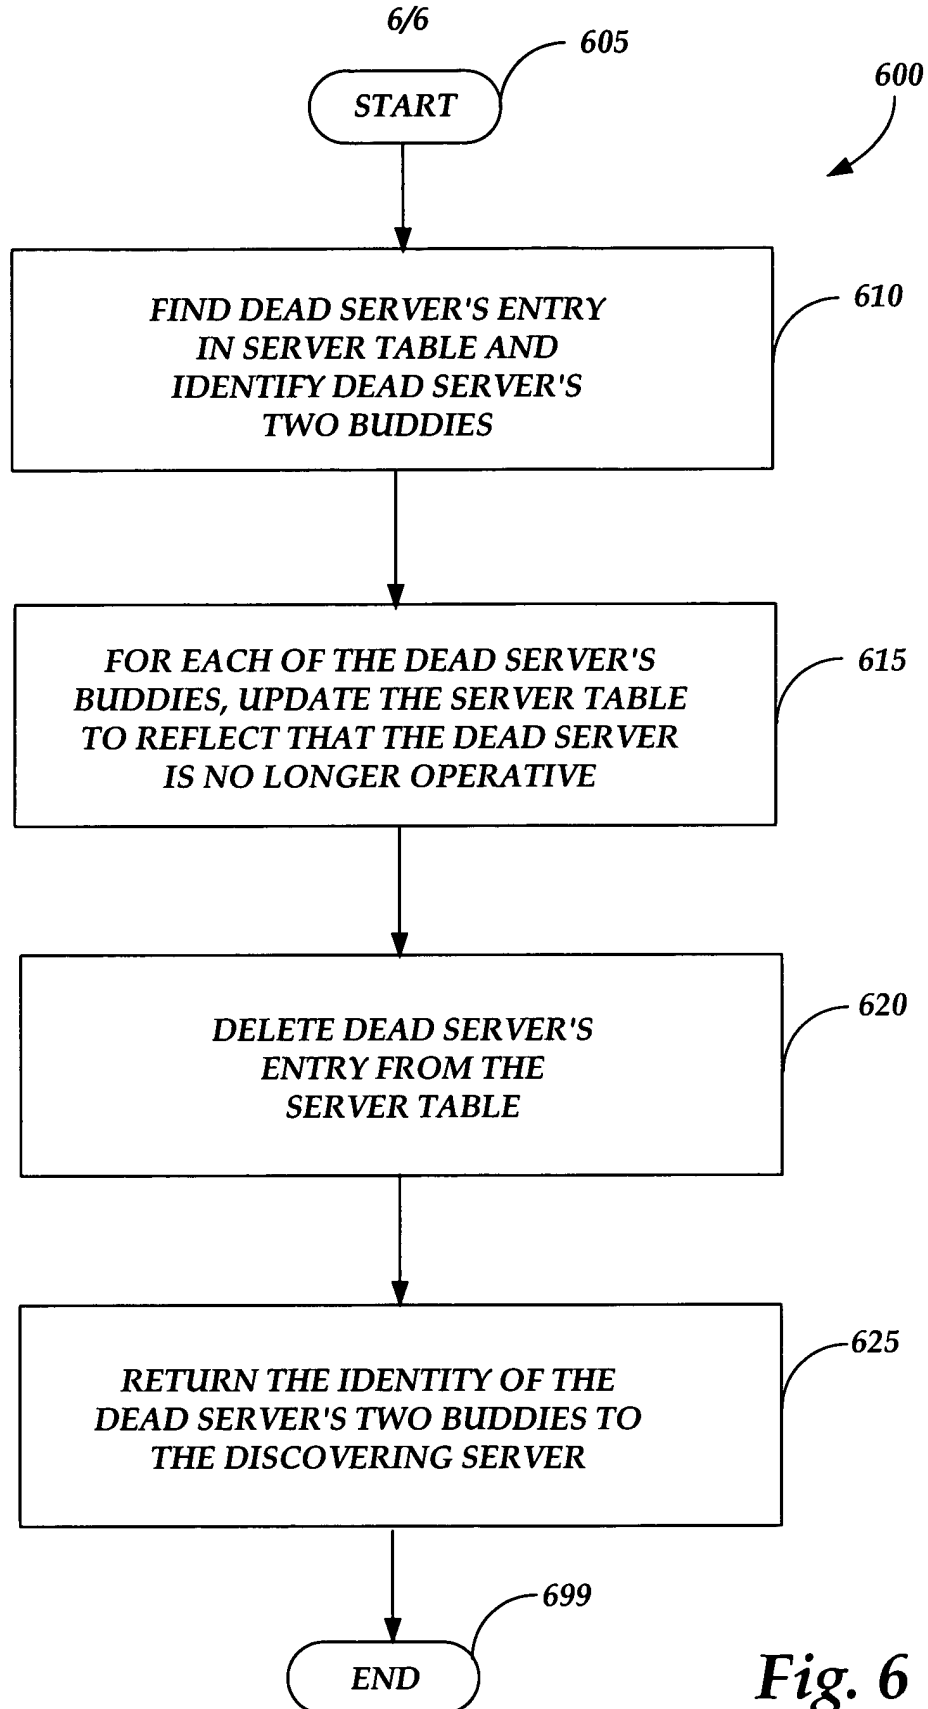 6/6
605
600
START
FIND DEAD SERVER'S ENTRY
IN SERVER TABLE AND
IDENTIFY DEAD SERVER'S
TWO BUDDIES
610
FOR EACH OF THE DEAD SERVER'S
BUDDIES, UPDATE THE SERVER TABLE
TO REFLECT THAT THE DEAD SERVER
IS NO LONGER OPERATIVE
615
DELETE DEAD SERVER'S
ENTRY FROM THE
SERVER TABLE
620
RETURN THE IDENTITY OF THE
DEAD SERVER'S TWO BUDDIES TO
THE DISCOVERING SERVER
625
699
END
Fig. 6